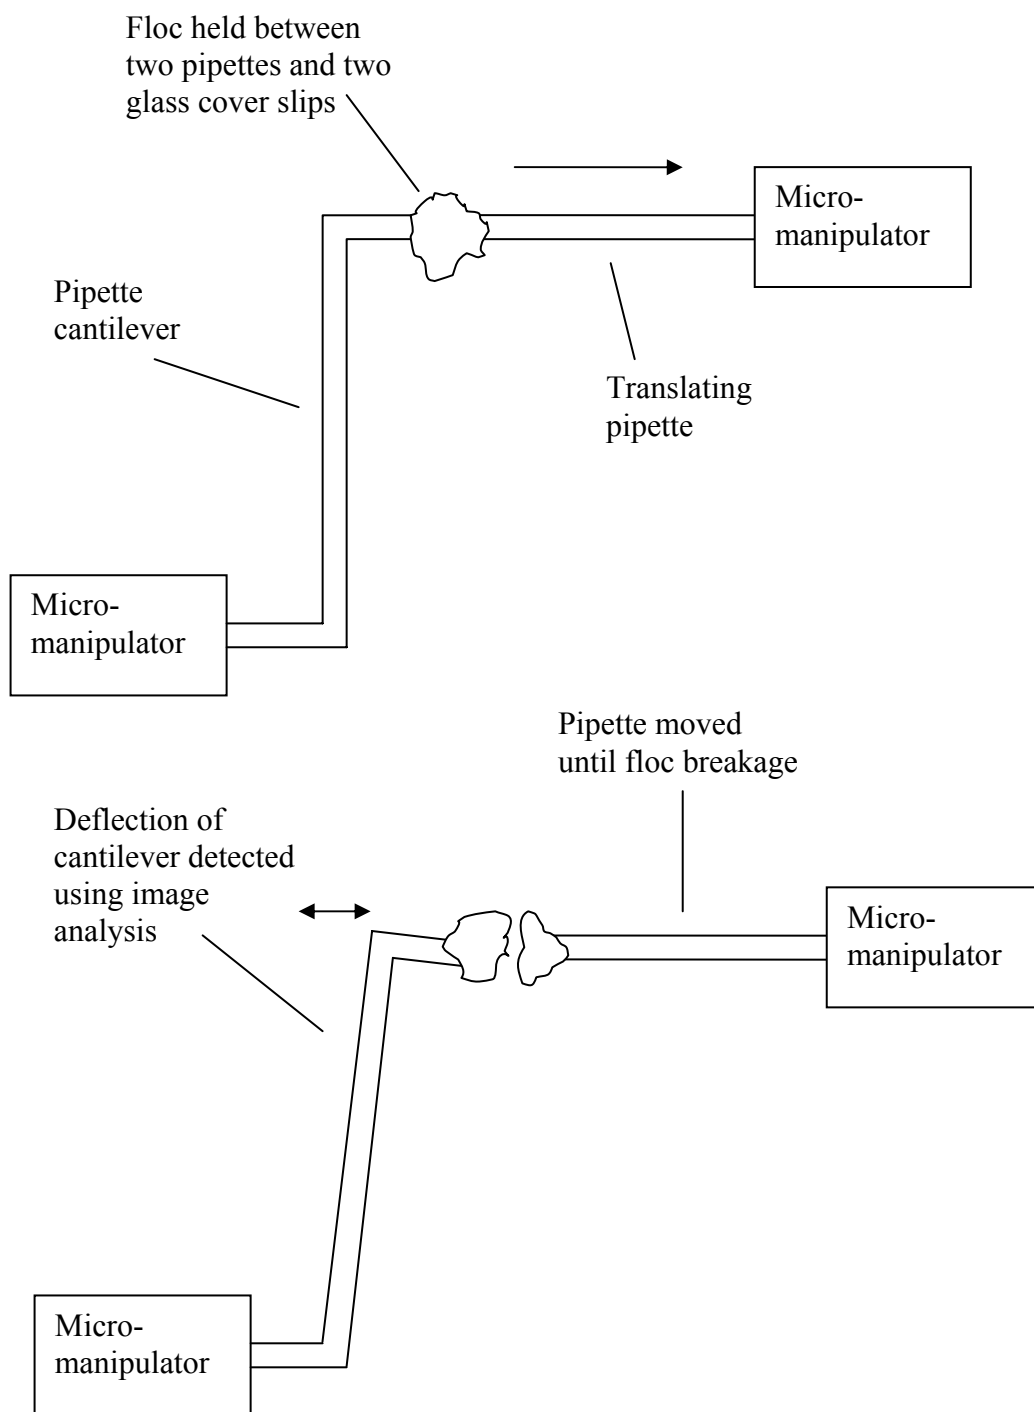 Floc held between
two pipettes and two
glass cover slips
Micro-
manipulator
Pipette
cantilever
Translating
pipette
Micro-
manipulator
Pipette moved
until floc breakage
Deflection of
cantilever detected
using image
analysis
Micro-
manipulator
Micro-
manipulator